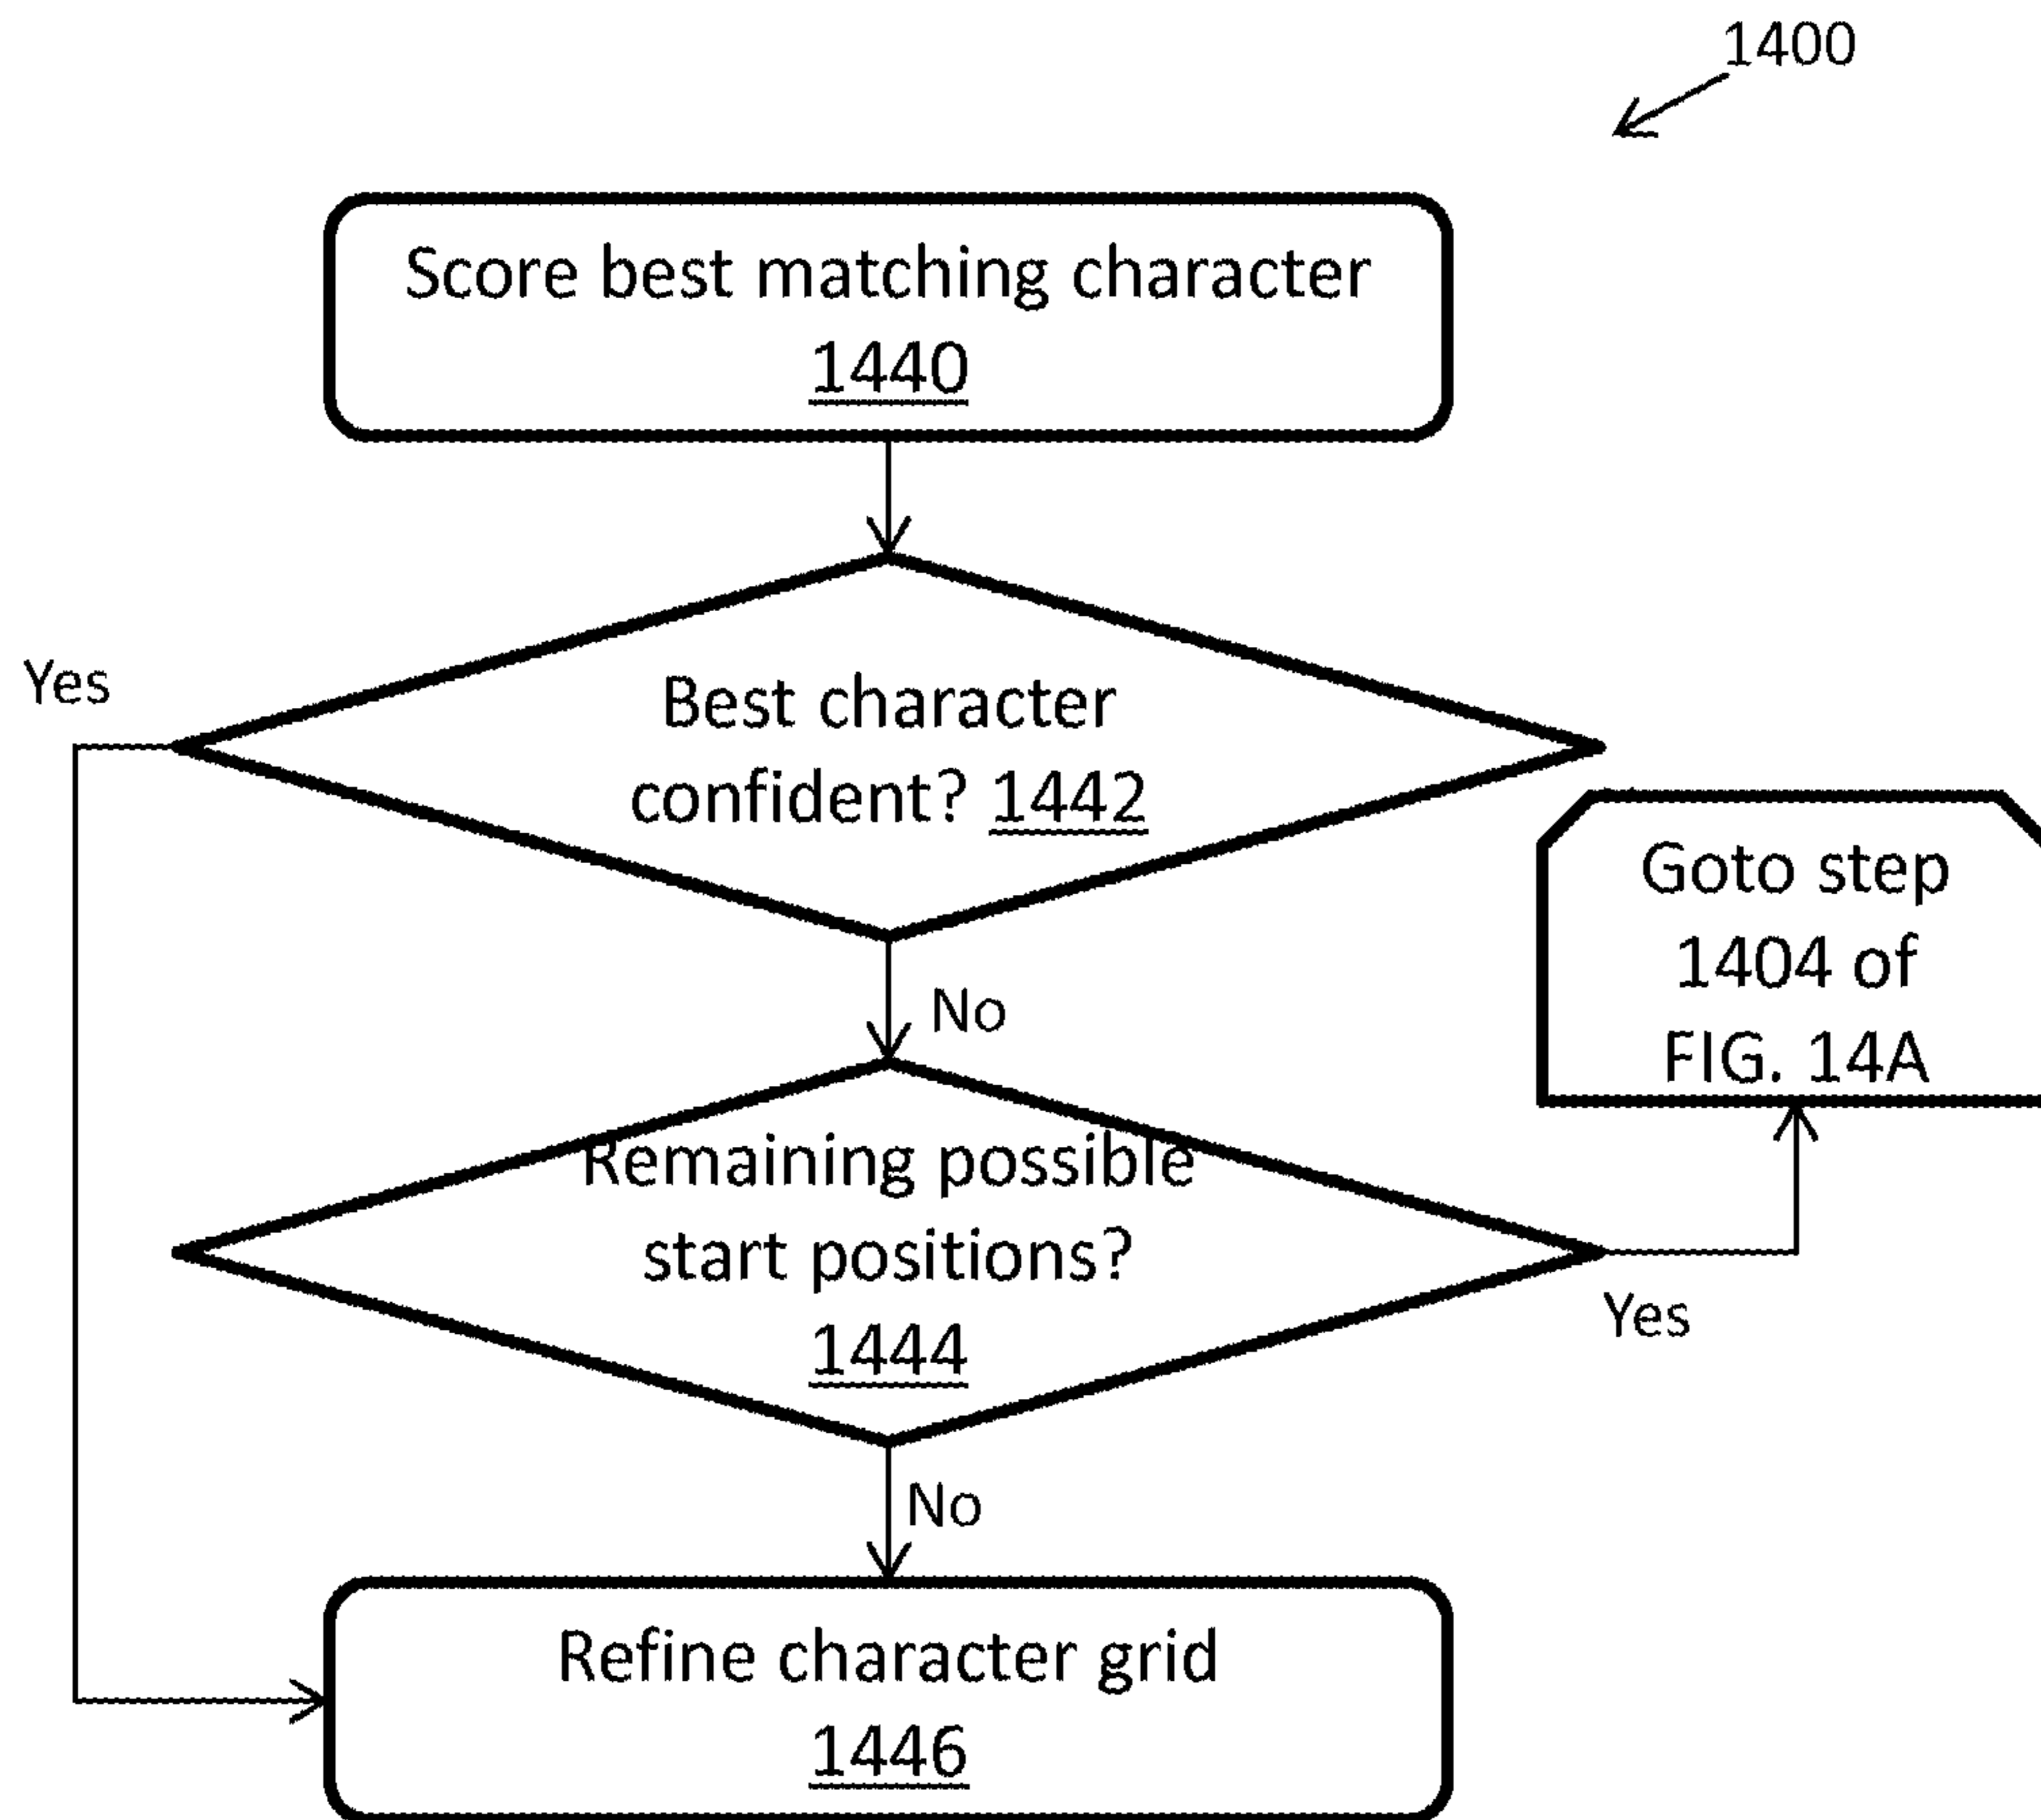 1400
Score best matching character
1440
Yes
Best character
confident? 1442
Goto step
1404 of
FIG. 14A
No
Remaining possible
start positions?
1444
Yes
No
Refine character grid
1446